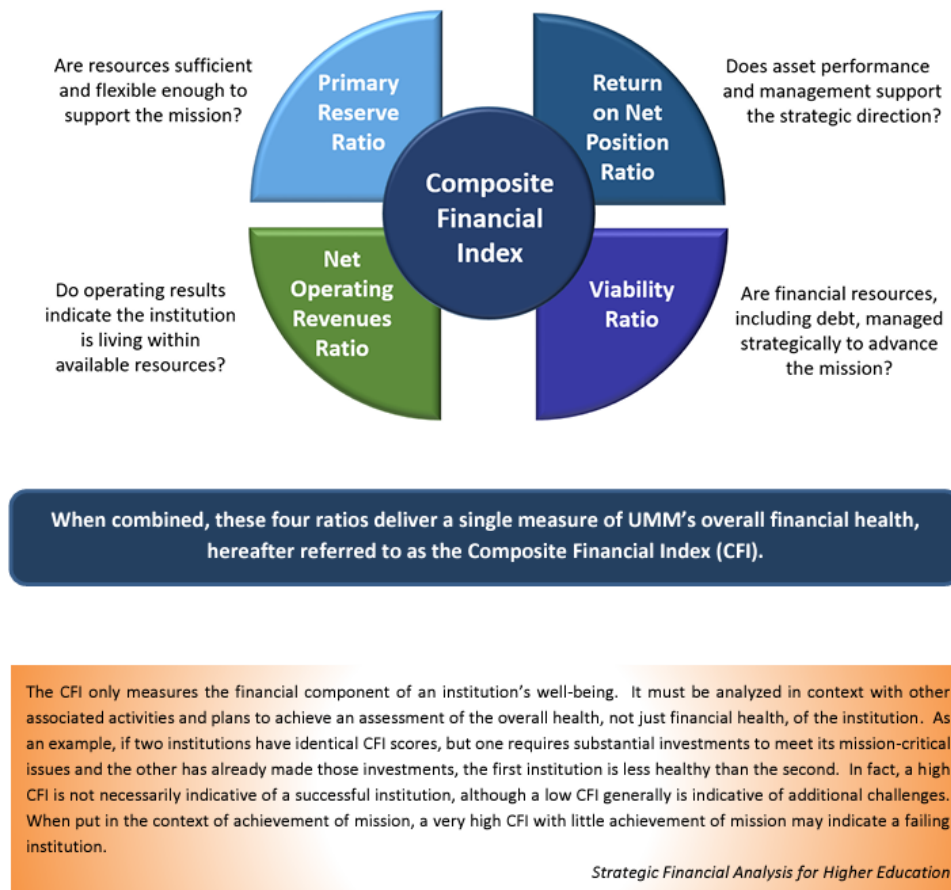 Are resources sufficient
and flexible enough to
support the mission?
Primary
Reserve
Ratio
Return
on Net
Position
Ratio
Does asset performance
and management support
the strategic direction?
Composite
Financial
Index
Do operating results
indicate the institution
is living within
available resources?
Net
Operating
Revenues
Ratio
Viability
Ratio
Are financial resources,
including debt, managed
strategically to advance
the mission?
When combined, these four ratios deliver a single measure of UMM's overall financial health,
hereafter referred to as the Composite Financial Index (CFI).
The CFI only measures the financial component of an institution's well-being. It must be analyzed in context with other
associated activities and plans to achieve an assessment of the overall health, not just financial health, of the institution. As
an example, if two institutions have identical CFI scores, but one requires substantial investments to meet its mission-critical
issues and the other has already made those investments, the first institution is less healthy than the second. In fact, a high
CFI is not necessarily indicative of a successful institution, although a low CFI generally is indicative of additional challenges.
When put in the context of achievement of mission, a very high CFI with little achievement of mission may indicate a failing
institution.
Strategic Financial Analysis for Higher Education